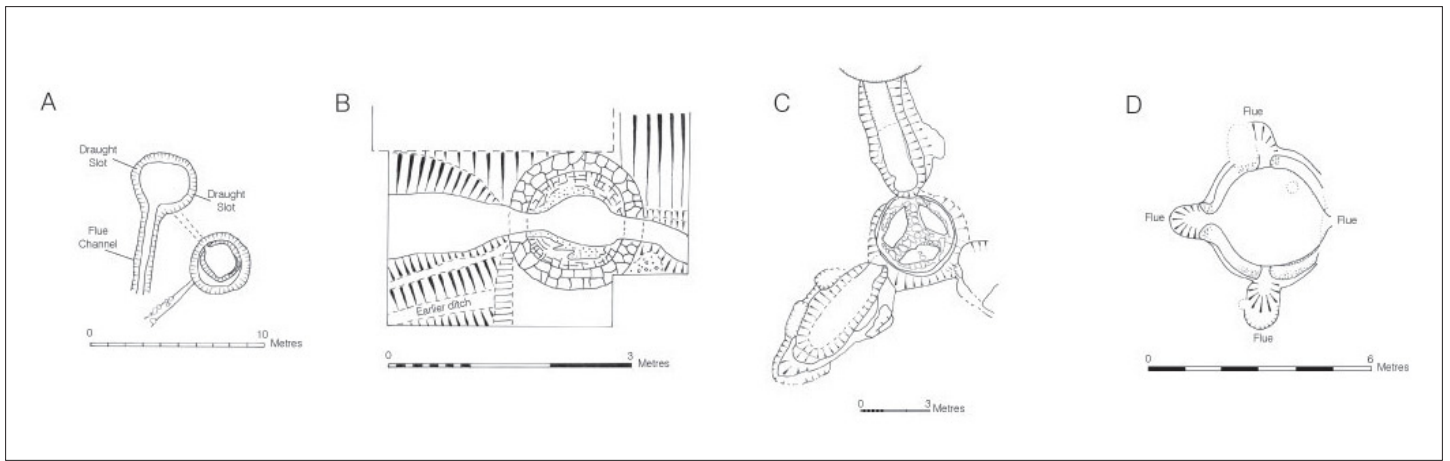 A
Draught
Slot
Draught
Slot
Flue
Channel
0
10
Metres
B
Earlier ditch
0
3
Metres
C
0
3
Metres
D
Flue
Flue
Flue
Flue
0
6
Metres